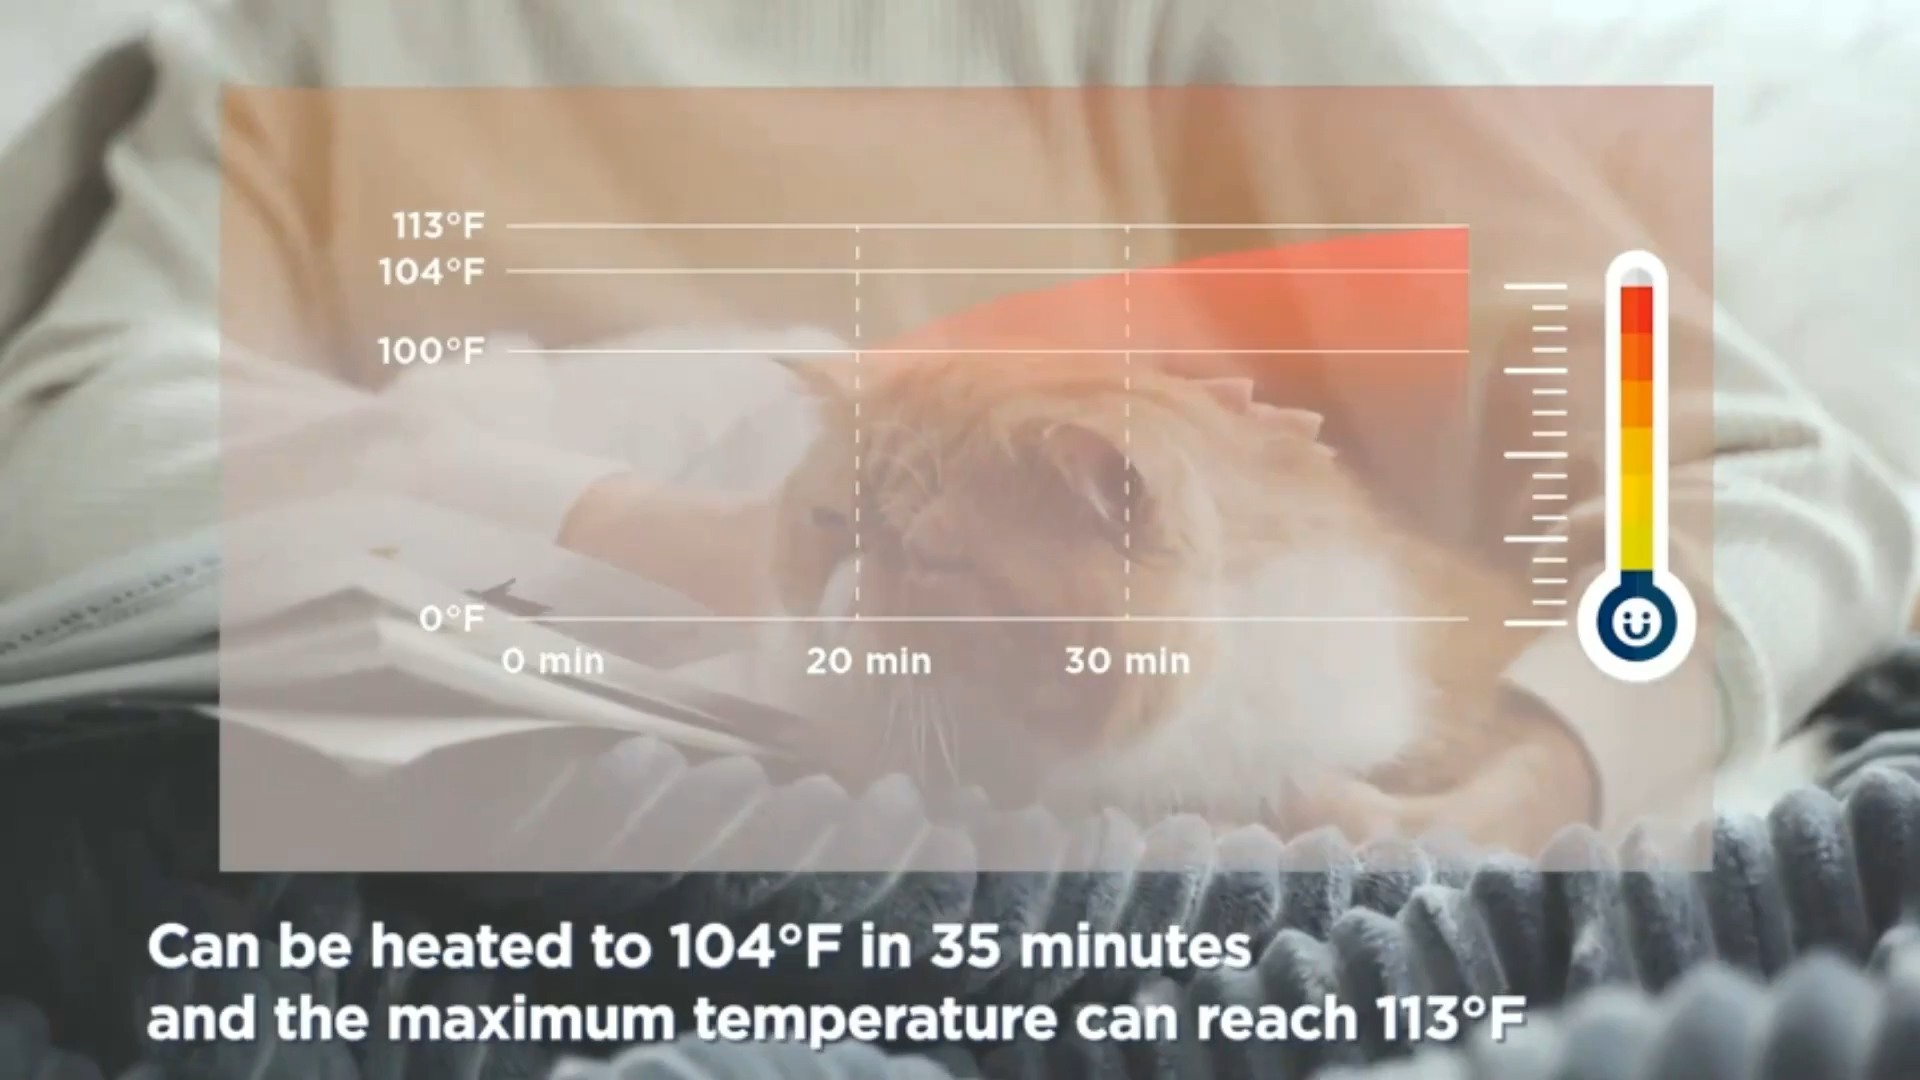 113°F
104°F
100°F
0°F
0 min
20 min
30 min
Can be heated to 104°F in 35 minutes
and the maximum temperature can reach 113°F